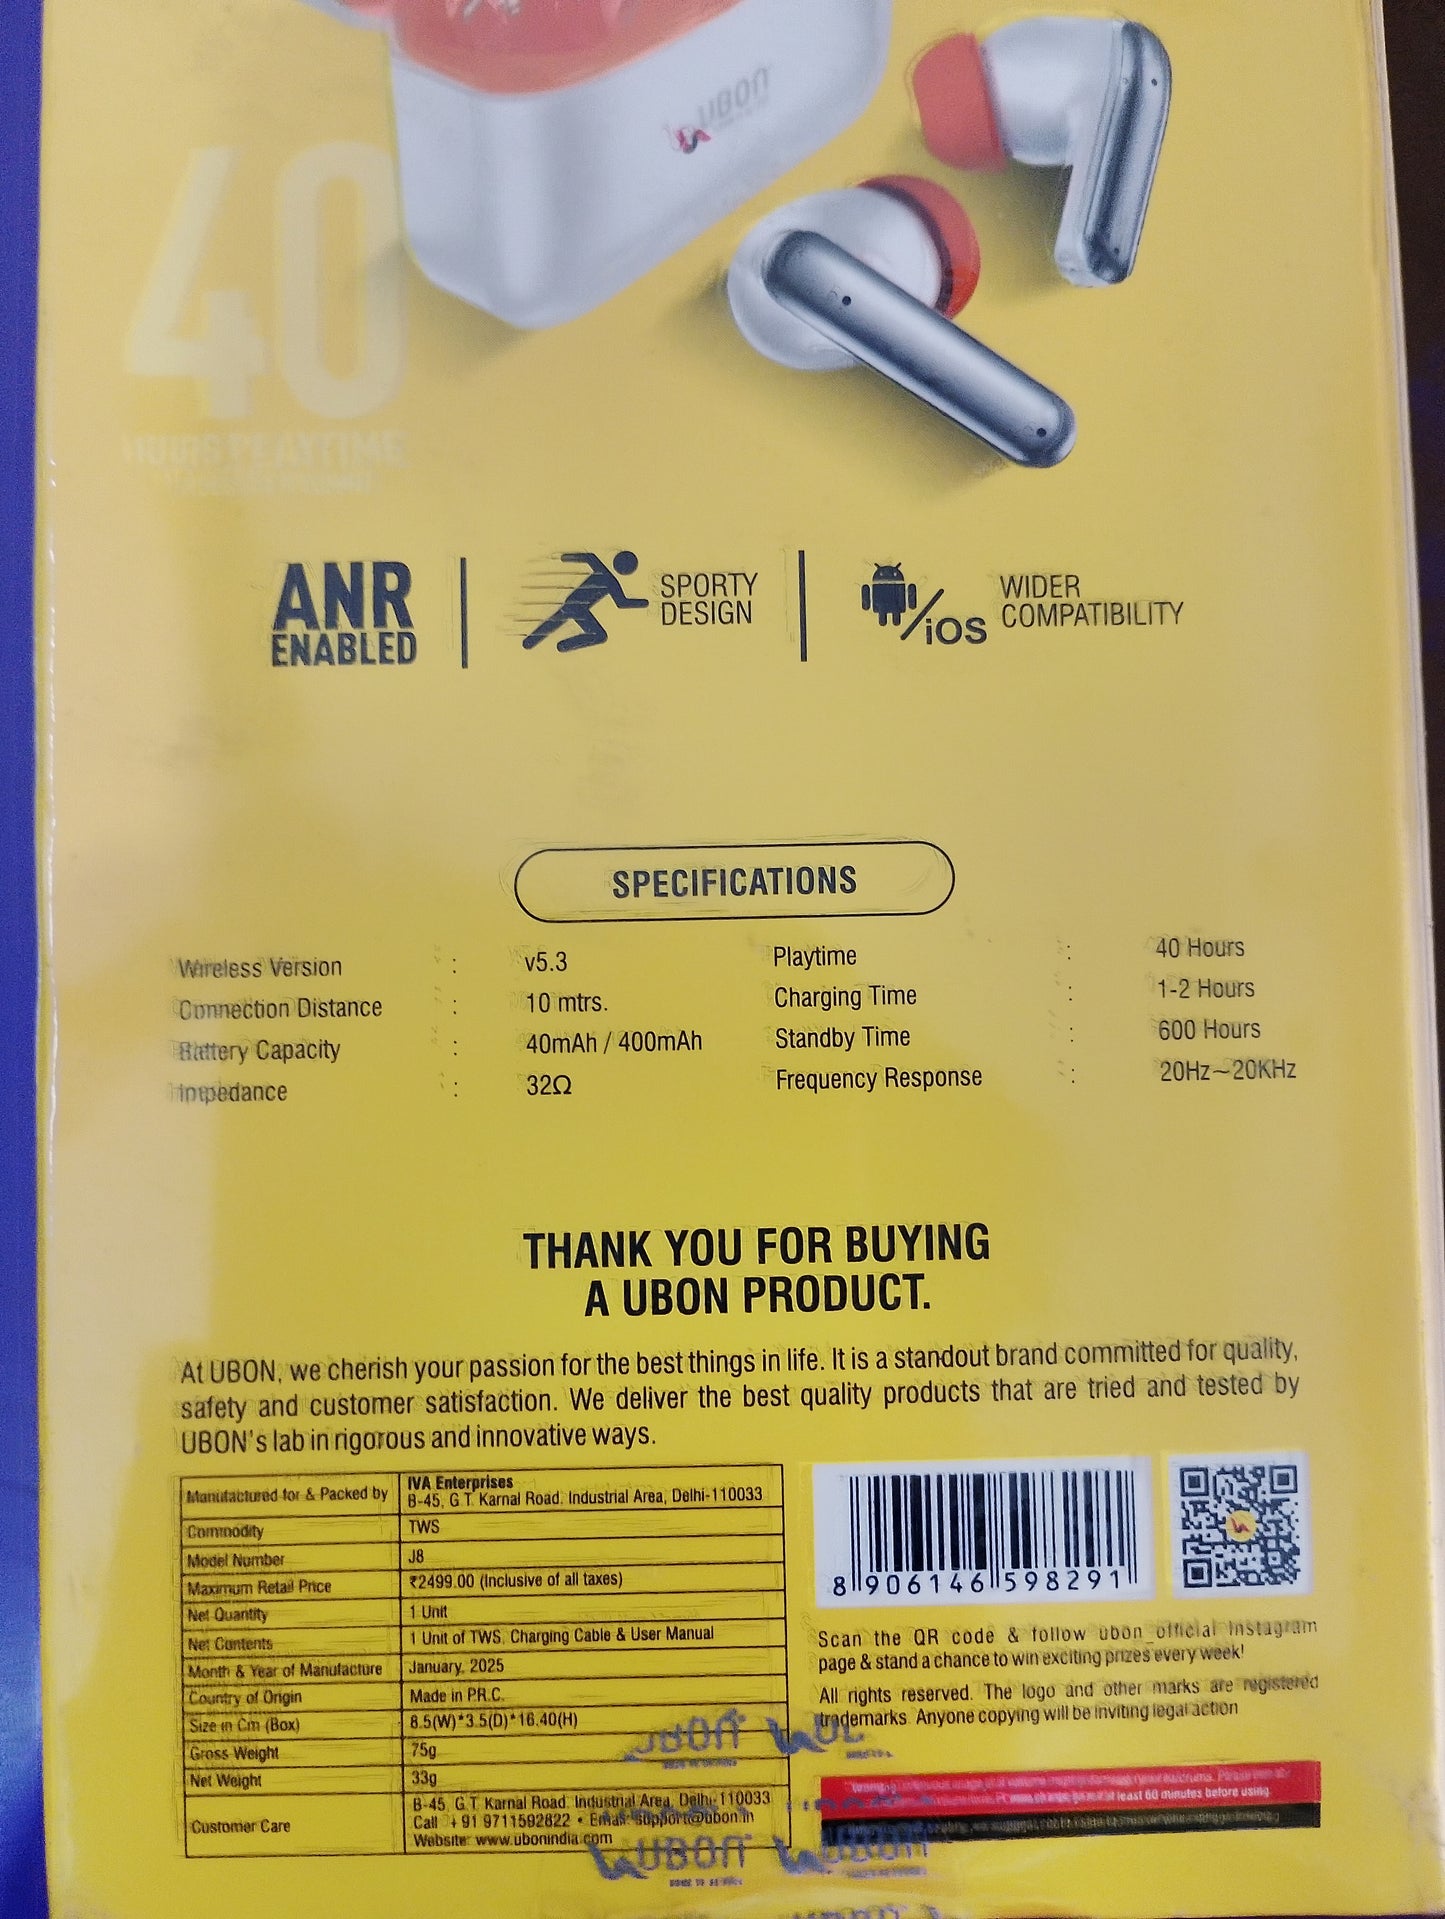 UBON
40
HOURS PLAYTIME
ANR
ENABLED
SPORTY
DESIGN
iOS
WIDER
COMPATIBILITY
SPECIFICATIONS
Wireless Version : v5.3
Connection Distance : 10 mtrs.
Battery Capacity : 40mAh / 400mAh
Impedance : 32Ω
Playtime : 40 Hours
Charging Time : 1-2 Hours
Standby Time : 600 Hours
Frequency Response : 20Hz~20KHz
THANK YOU FOR BUYING
A UBON PRODUCT.
At UBON, we cherish your passion for the best things in life. It is a standout brand committed for quality,
safety and customer satisfaction. We deliver the best quality products that are tried and tested by
UBON's lab in rigorous and innovative ways.
Manufactured for & Packed by IVA Enterprises
B-45, G.T. Karnal Road, Industrial Area, Delhi-110033
Commodity TWS
Model Number J8
Maximum Retail Price ₹2499.00 (Inclusive of all taxes)
Net Quantity 1 Unit
Net Contents 1 Unit of TWS, Charging Cable & User Manual
Month & Year of Manufacture January, 2025
Country of Origin Made in P.R.C.
Size in Cm (Box) 8.5(W)*3.5(D)*16.40(H)
Gross Weight 75g
Net Weight 33g
Customer Care B-45, G.T. Karnal Road, Industrial Area, Delhi-110033
Call : +91 9711592822 • Email: support@ubon.in
Website: www.ubonindia.com
8 906146 598291
Scan the QR code & follow ubon official Instagram
page & stand a chance to win exciting prizes every week!
All rights reserved. The logo and other marks are registered
trademarks. Anyone copying will be inviting legal action
least 60 minutes before using.
UBON
UBON